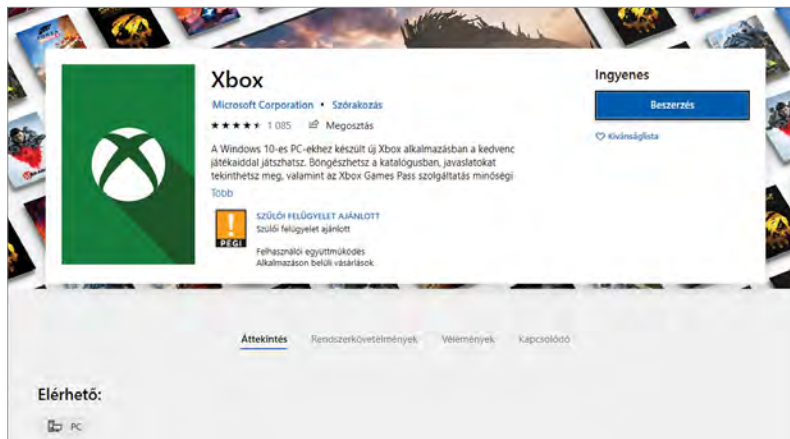 Xbox
Microsoft Corporation • Szórakozás
1 085 Megosztás
A Windows 10-es PC-ekhez készült új Xbox alkalmazásban a kedvenc
játékaiddal játszhatsz. Böngészhetsz a katalógusban, javaslatokat
tekinthetsz meg, valamint az Xbox Games Pass szolgáltatás minőségi
Több
PEGI
SZÜLŐI FELÜGYELET AJÁNLOTT
Szülői felügyelet ajánlott
Felhasználói együttműködés
Alkalmazáson belüli vásárlások
Ingyenes
Beszerzés
Kívánságlista
Áttekintés Rendszerkövetelmények Vélemények Kapcsolódó
Elérhető:
PC